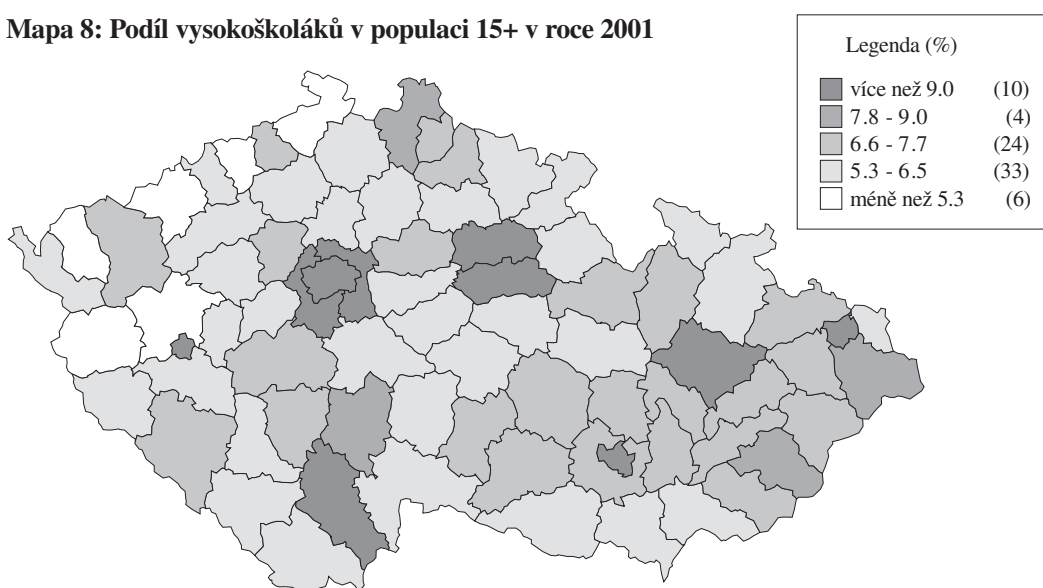 Mapa 8: Podíl vysokoškoláků v populaci 15+ v roce 2001
Legenda (%)
více než 9.0 (10)
7.8 - 9.0 (4)
6.6 - 7.7 (24)
5.3 - 6.5 (33)
méně než 5.3 (6)